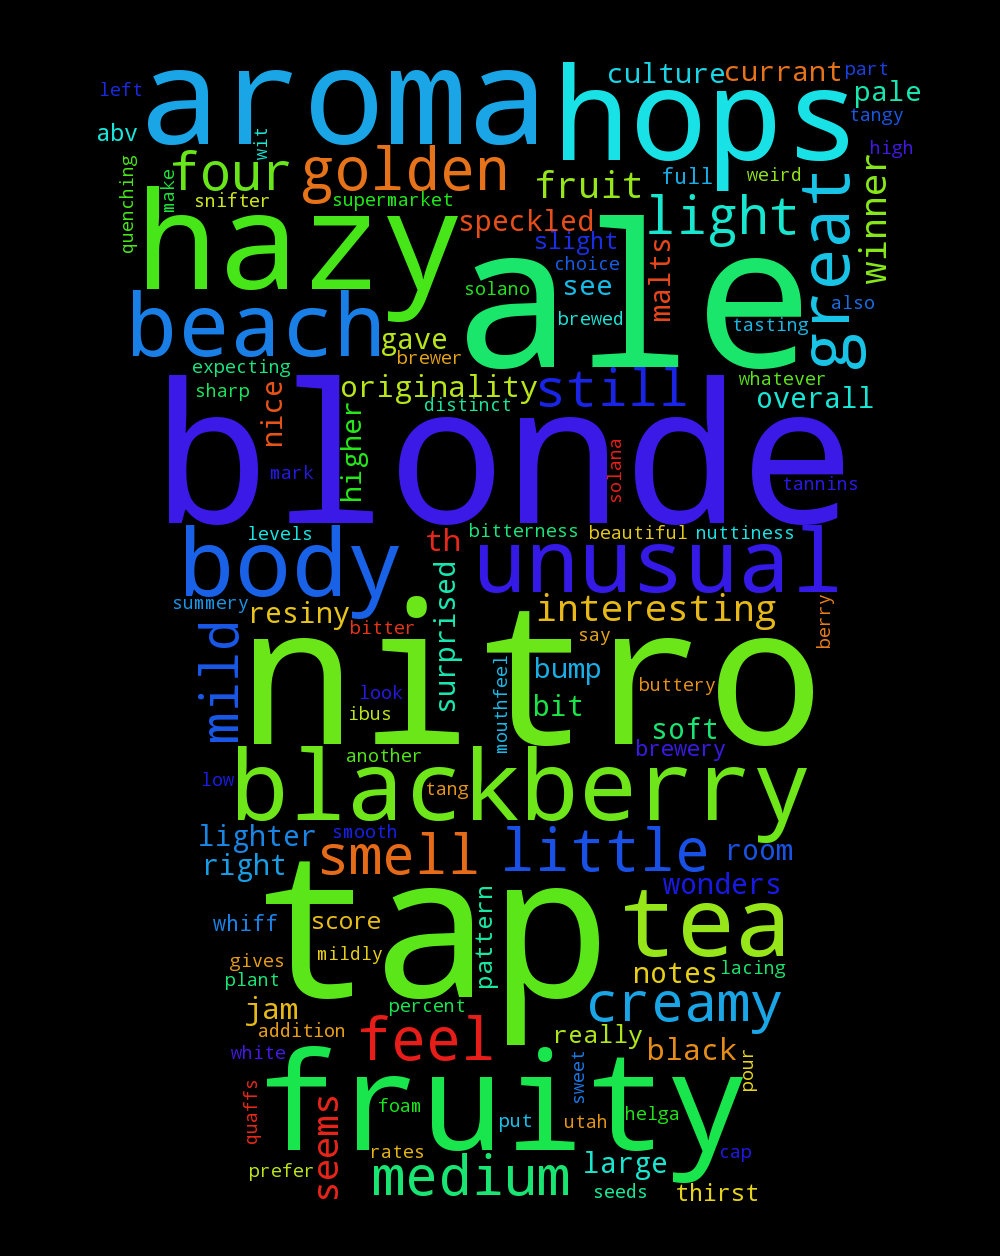 aroma
hops
culture
currant
part
left
pale
tangy
abv
wit
high
four
golden
fruit
full
weird
quenching
make
snifter
supermarket
great
winner
hazy
speckled
light
slight
ale
malts
choice
see
solano
also
beach
brewed
tasting
gave
brewer
expecting
originality
still
whatever
sharp
nice
higher
distinct
overall
blonde
mark
solana
tannins
levels
body
th
bitterness
beautiful
nuttiness
unusual
summery
resiny
surprised
interesting
berry
bitter
say
nitro
mild
mouthfeel
bump
buttery
look
ibus
bit
soft
brewery
another
blackberry
low
tang
lighter
smooth
smell
little
room
right
wonders
tap
tea
whiff
score
pattern
mildly
gives
notes
lacing
plant
jam
percent
creamy
addition
feel
really
black
white
pour
fruity
sweet
quaffs
seems
foam
put
utah
helga
rates
cap
prefer
medium
large
seeds
thirst